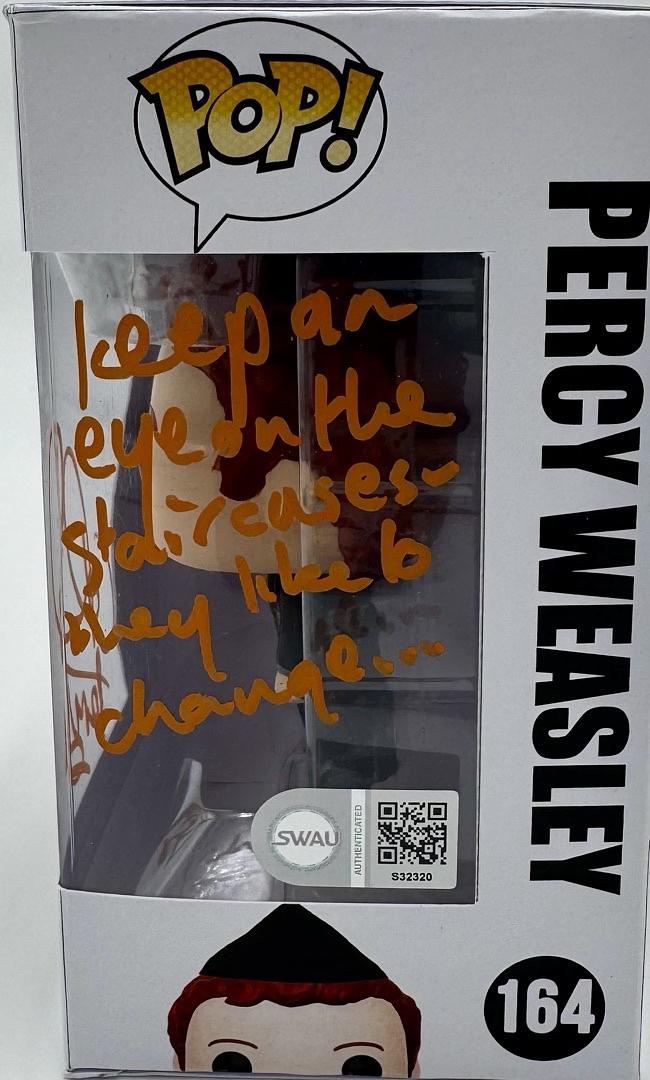 POP!
PERCY WEASLEY
keep an
eye on the
staircases-
they like to
change...
SWAU
AUTHENTICATED
S32320
164